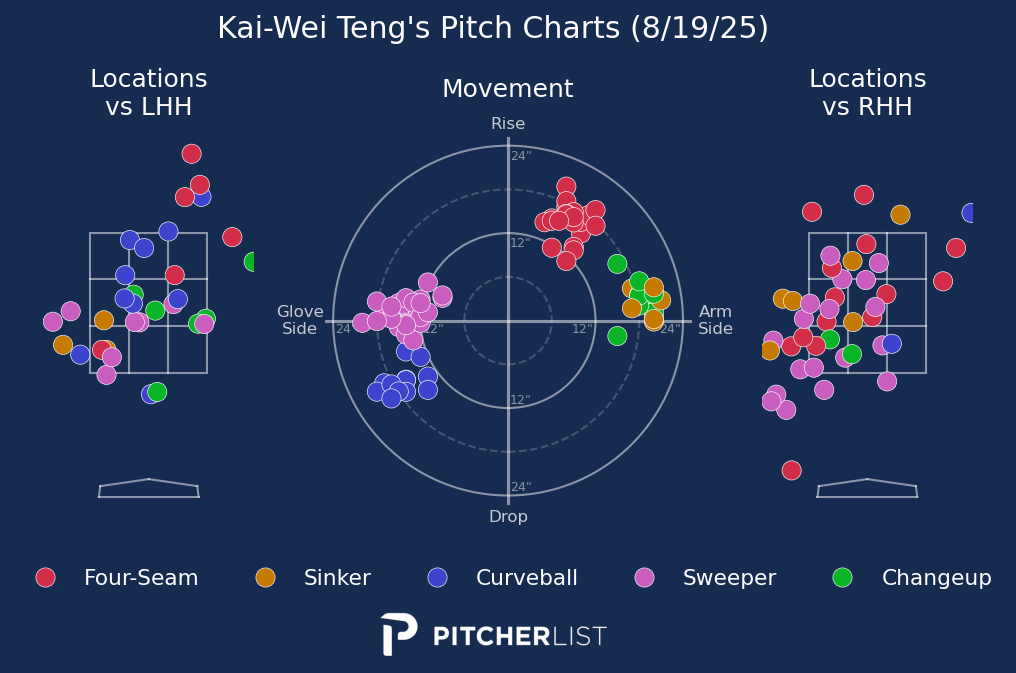 Kai-Wei Teng's Pitch Charts (8/19/25)
Locations
vs LHH
Movement
Locations
vs RHH
Rise
24"
12"
Glove
Side
24"
12"
12"
24"
Arm
Side
12"
24"
Drop
Four-Seam
Sinker
Curveball
Sweeper
Changeup
PITCHERLIST